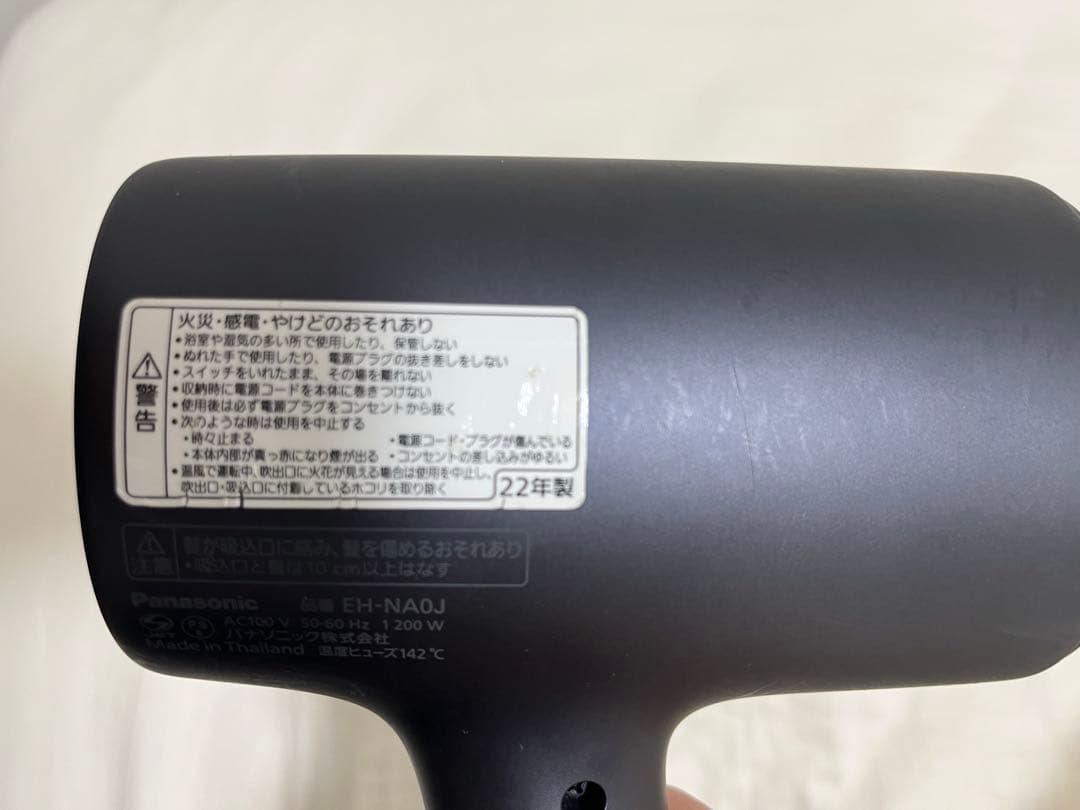 警告
火災・感電・やけどのおそれあり
•浴室や湿気の多い所で使用したり、保管しない
•ぬれた手で使用したり、電源プラグの抜き差しをしない
•スイッチをいれたまま、その場を離れない
•収納時に電源コードを本体に巻きつけない
•使用後は必ず電源プラグをコンセントから抜く
•次のような時は使用を中止する
・時々止まる ・電源コード・プラグが傷んでいる
・本体内部が真っ赤になり煙が出る ・コンセントの差し込みがゆるい
•温風で運転中、吹出口に火花が見える場合は使用を中止し、
吹出口・吸込口に付着しているホコリを取り除く
22年製
注意
髪が吸込口に絡み、髪を傷めるおそれあり
•吸込口と髪は10 cm以上はなす
Panasonic 品番 EH-NA0J
AC100 V 50-60 Hz 1 200 W
パナソニック株式会社
Made in Thailand 温度ヒューズ142 ℃